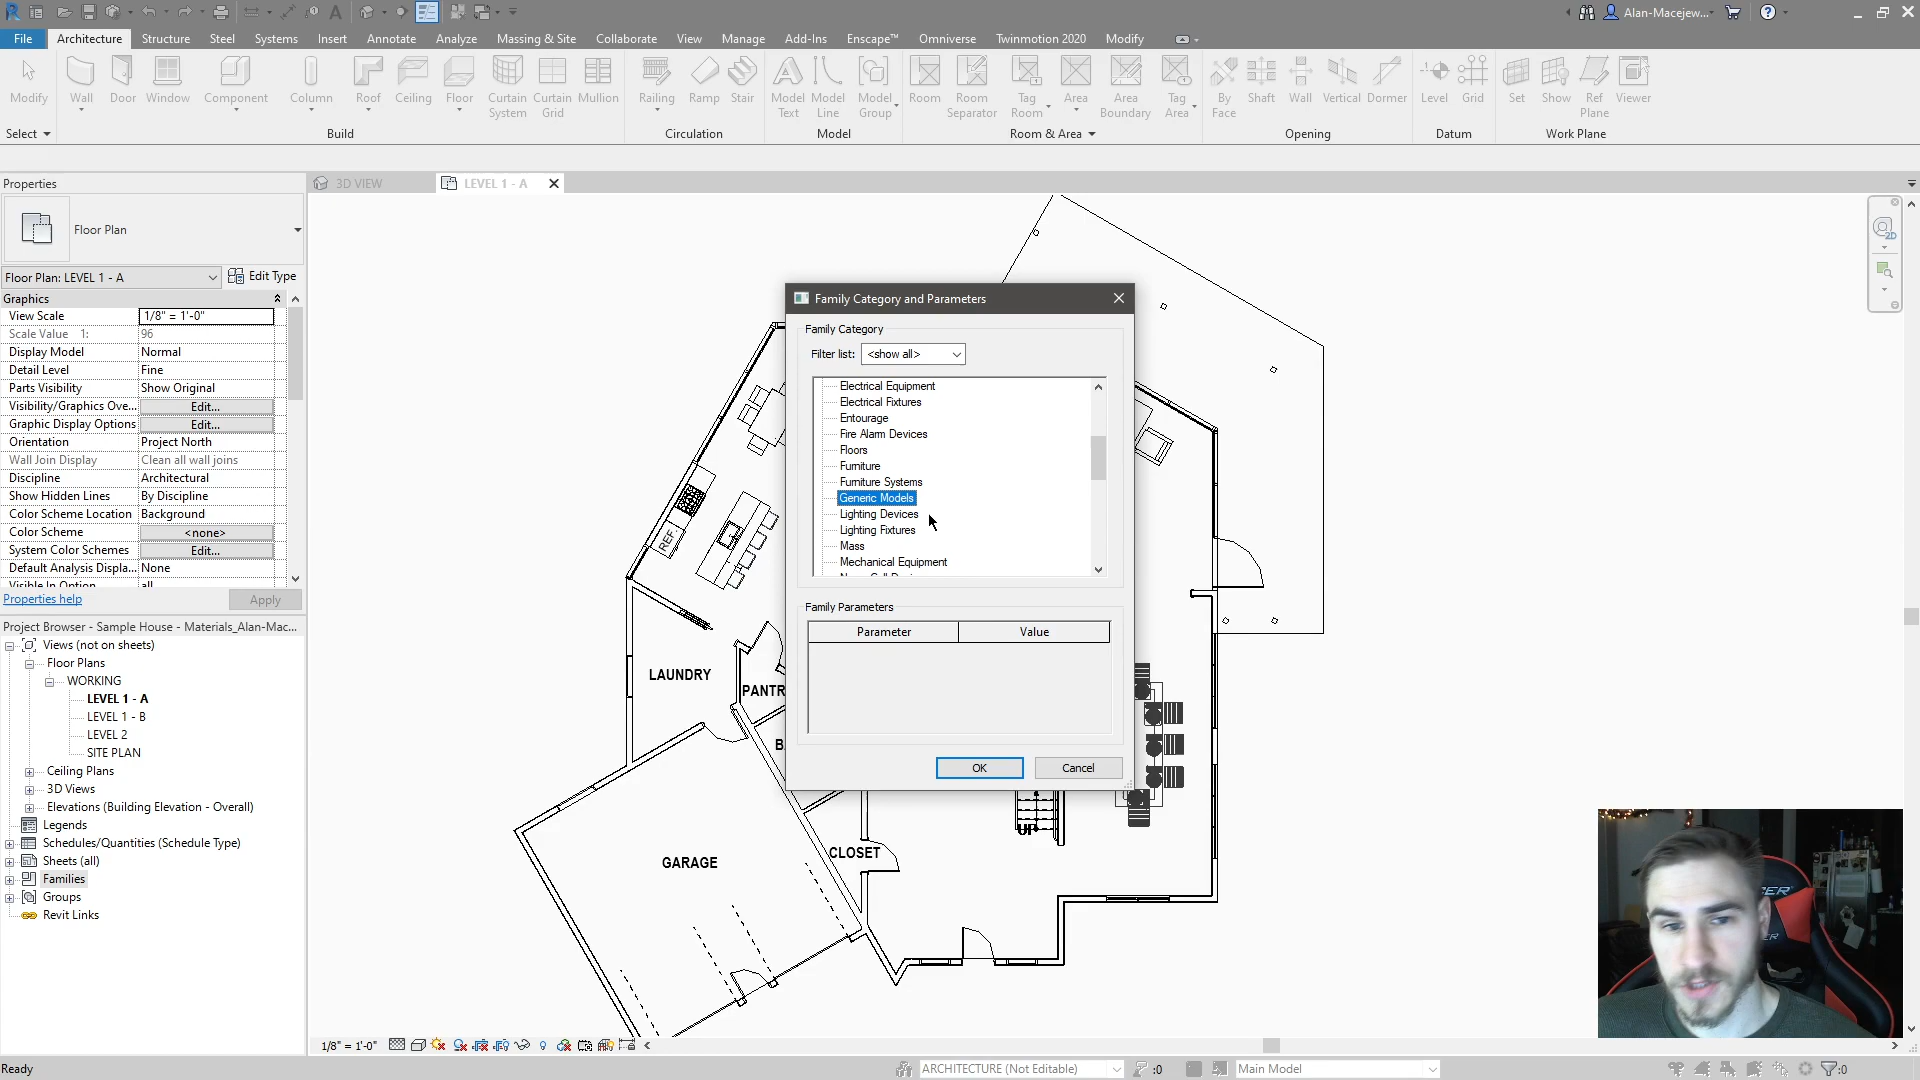 Alan-Macejew...
File
Architecture
Structure
Steel
Systems
Insert
Annotate
Analyze
Massing & Site
Collaborate
View
Manage
Add-Ins
Enscape™
Omniverse
Twinmotion 2020
Modify
Modify
Wall
Door
Window
Component
Column
Roof
Ceiling
Floor
Curtain System
Curtain Grid
Mullion
Railing
Ramp
Stair
Model Text
Model Line
Model Group
Room
Room Separator
Tag Room
Area
Area Boundary
Tag Area
By Face
Shaft
Wall
Vertical
Dormer
Level
Grid
Set
Show
Ref Plane
Viewer
Select
Build
Circulation
Model
Room & Area
Opening
Datum
Work Plane
Properties
3D VIEW
LEVEL 1 - A
Floor Plan
Floor Plan: LEVEL 1 - A
Edit Type
Graphics
View Scale 1/8" = 1'-0"
Scale Value 1: 96
Display Model Normal
Detail Level Fine
Parts Visibility Show Original
Visibility/Graphics Ove... Edit...
Graphic Display Options Edit...
Orientation Project North
Wall Join Display Clean all wall joins
Discipline Architectural
Show Hidden Lines By Discipline
Color Scheme Location Background
Color Scheme <none>
System Color Schemes Edit...
Default Analysis Displa... None
Visible In Option all
Properties help
Apply
Project Browser - Sample House - Materials_Alan-Mac...
Views (not on sheets)
Floor Plans
WORKING
LEVEL 1 - A
LEVEL 1 - B
LEVEL 2
SITE PLAN
Ceiling Plans
3D Views
Elevations (Building Elevation - Overall)
Legends
Schedules/Quantities (Schedule Type)
Sheets (all)
Families
Groups
Revit Links
Family Category and Parameters
Family Category
Filter list: <show all>
Electrical Equipment
Electrical Fixtures
Entourage
Fire Alarm Devices
Floors
Furniture
Furniture Systems
Generic Models
Lighting Devices
Lighting Fixtures
Mass
Mechanical Equipment
Family Parameters
Parameter Value
OK
Cancel
2D
REF.
LAUNDRY
PANTR
B
UP
CLOSET
GARAGE
1/8" = 1'-0"
Ready
ARCHITECTURE (Not Editable)
:0
Main Model
:0